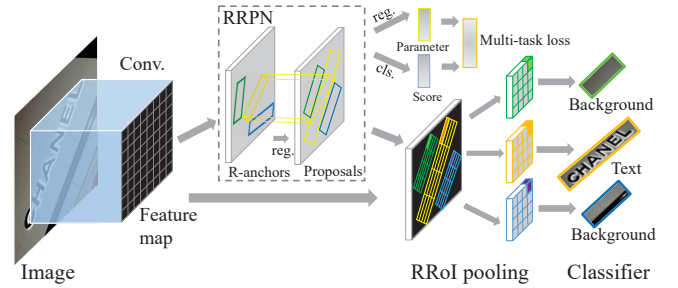 RRPN
reg.
Parameter
Multi-task loss
cls.
Score
Conv.
CHANEL
reg.
R-anchors
Proposals
Feature
map
Background
CHANEL
Text
Background
Image
RRoI pooling
Classifier